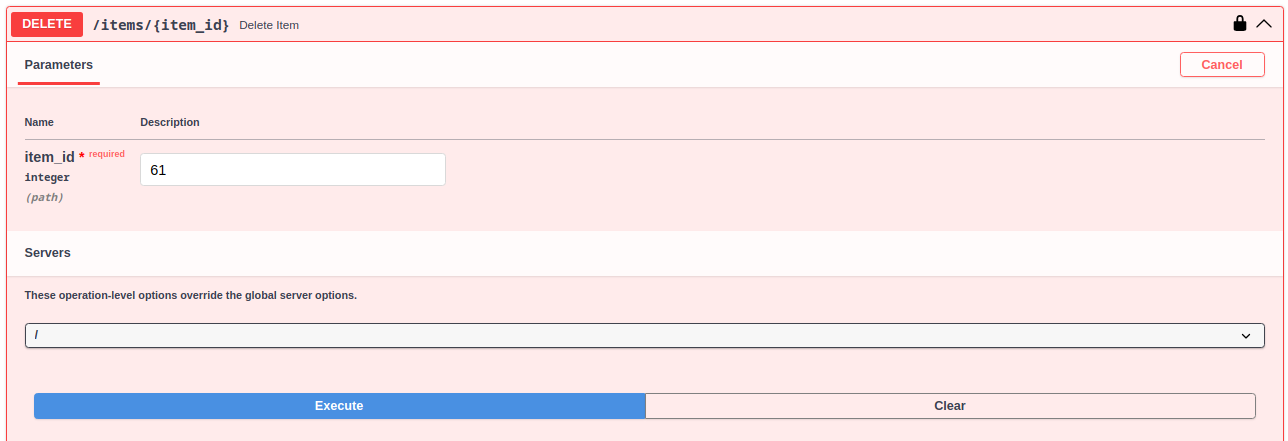 DELETE /items/{item_id} Delete Item
Parameters Cancel
Name Description
item_id * required
integer
(path)
61
Servers
These operation-level options override the global server options.
/
Execute Clear